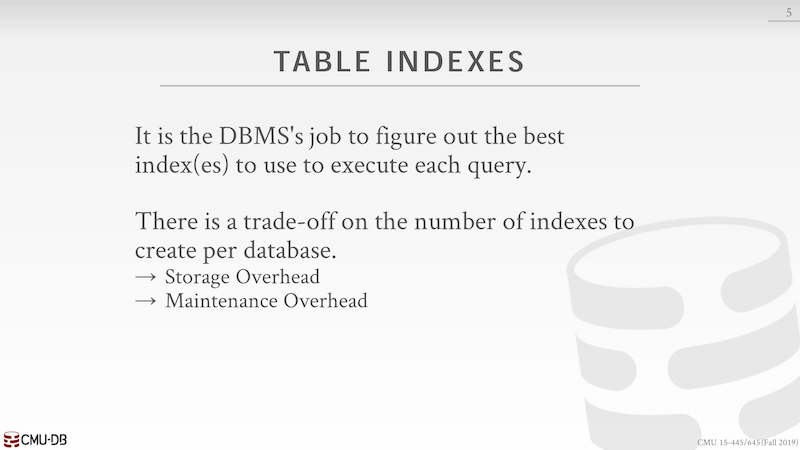 5
TABLE INDEXES
It is the DBMS's job to figure out the best
index(es) to use to execute each query.
There is a trade-off on the number of indexes to
create per database.
→ Storage Overhead
→ Maintenance Overhead
CMU·DB
CMU 15-445/645 (Fall 2019)